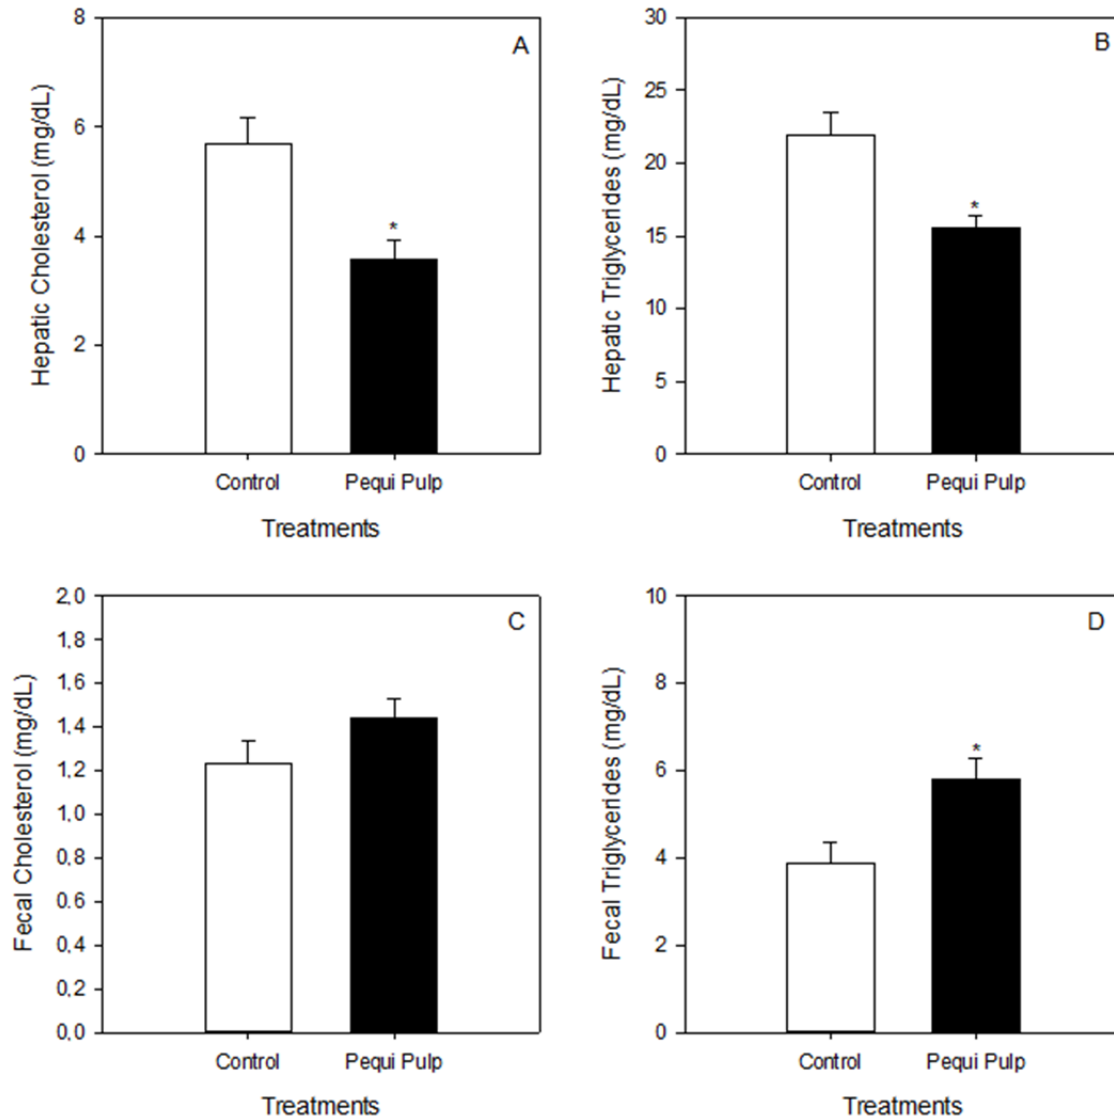 A
Hepatic Cholesterol (mg/dL)
8
6
4
2
0
*
Control Pequi Pulp
Treatments
B
Hepatic Triglycerides (mg/dL)
30
25
20
15
10
5
0
*
Control Pequi Pulp
Treatments
C
Fecal Cholesterol (mg/dL)
2,0
1,8
1,6
1,4
1,2
1,0
0,8
0,6
0,4
0,2
0,0
Control Pequi Pulp
Treatments
D
Fecal Triglycerides (mg/dL)
10
8
6
4
2
0
*
Control Pequi Pulp
Treatments